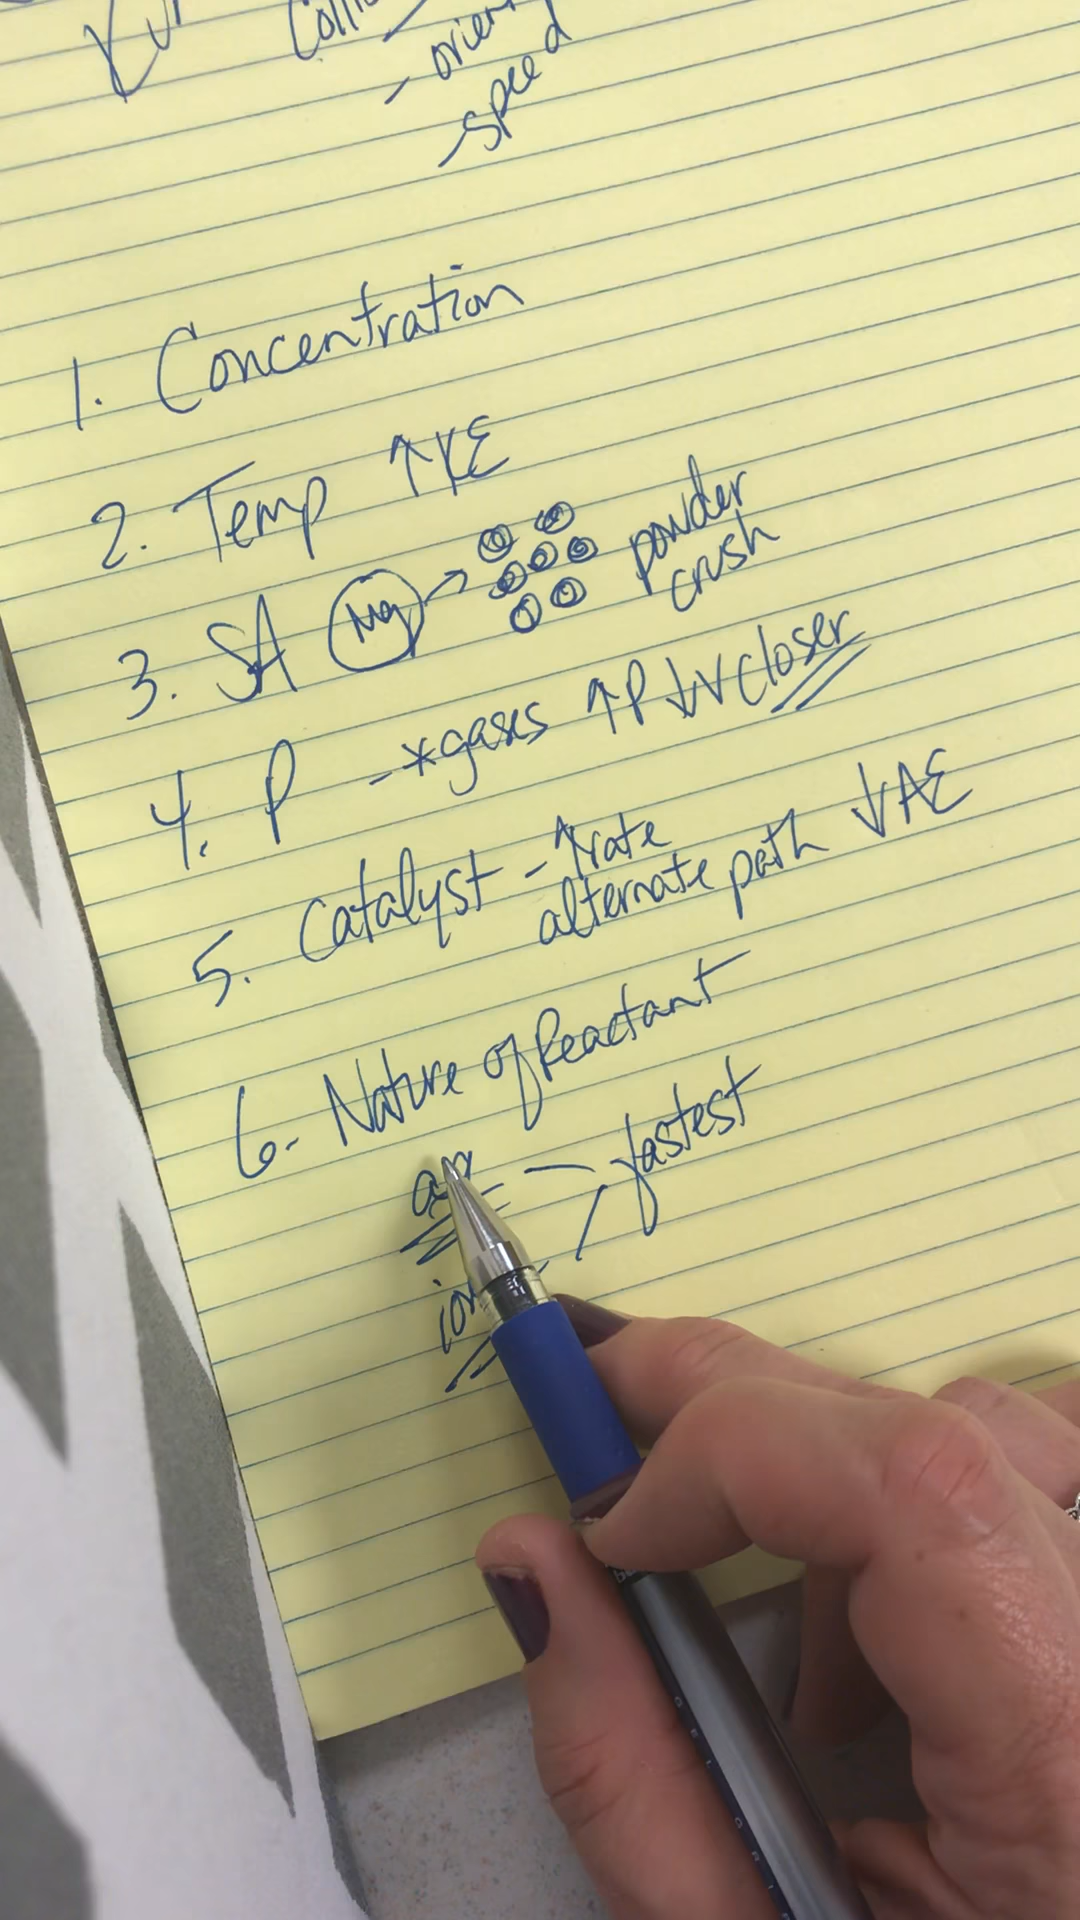 - speed
1. Concentration
2. Temp ↑KE
3. SA Mg → powder
crush
4. P - *gases ↑P ↓V closer
5. Catalyst - ↑rate
alternate path ↓AE
6. Nature of Reactant
aq - fastest